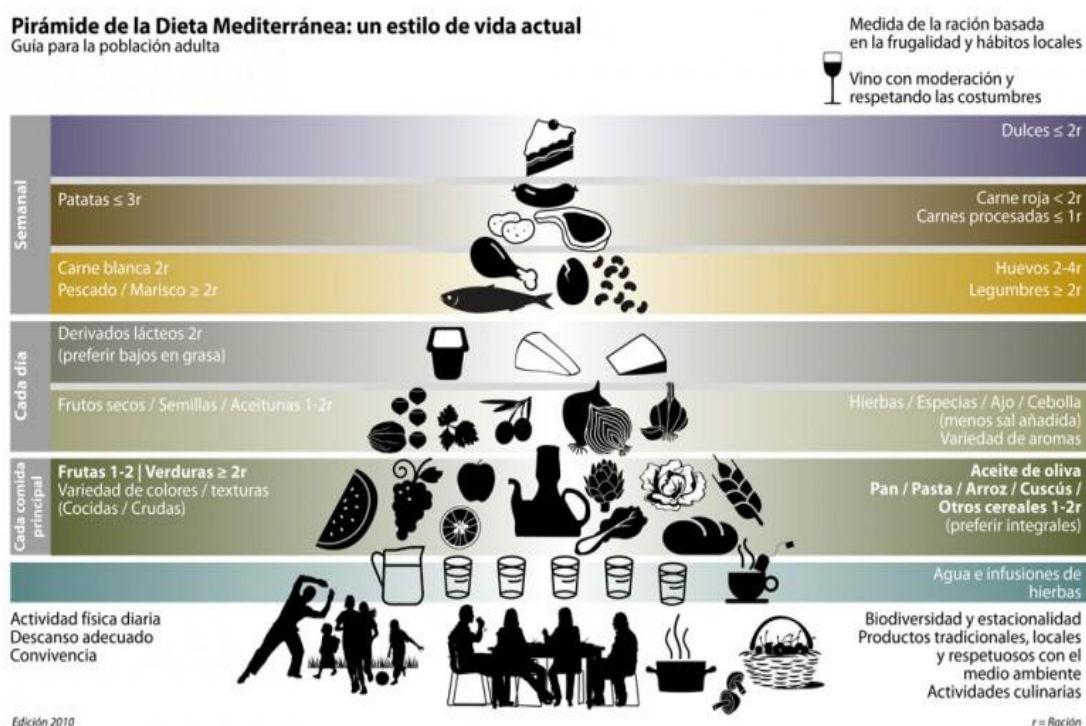 Pirámide de la Dieta Mediterránea: un estilo de vida actual
Guía para la población adulta
Medida de la ración basada
en la frugalidad y hábitos locales
Vino con moderación y
respetando las costumbres
Semanal
Dulces ≤ 2r
Patatas ≤ 3r
Carne roja < 2r
Carnes procesadas ≤ 1r
Carne blanca 2r
Pescado / Marisco ≥ 2r
Huevos 2-4r
Legumbres ≥ 2r
Cada día
Derivados lácteos 2r
(preferir bajos en grasa)
Frutos secos / Semillas / Aceitunas 1-2r
Hierbas / Especias / Ajo / Cebolla
(menos sal añadida)
Variedad de aromas
Cada comida
principal
Frutas 1-2 | Verduras ≥ 2r
Variedad de colores / texturas
(Cocidas / Crudas)
Aceite de oliva
Pan / Pasta / Arroz / Cuscús /
Otros cereales 1-2r
(preferir integrales)
Agua e infusiones de
hierbas
Actividad física diaria
Descanso adecuado
Convivencia
Biodiversidad y estacionalidad
Productos tradicionales, locales
y respetuosos con el
medio ambiente
Actividades culinarias
Edición 2010
r = Ración